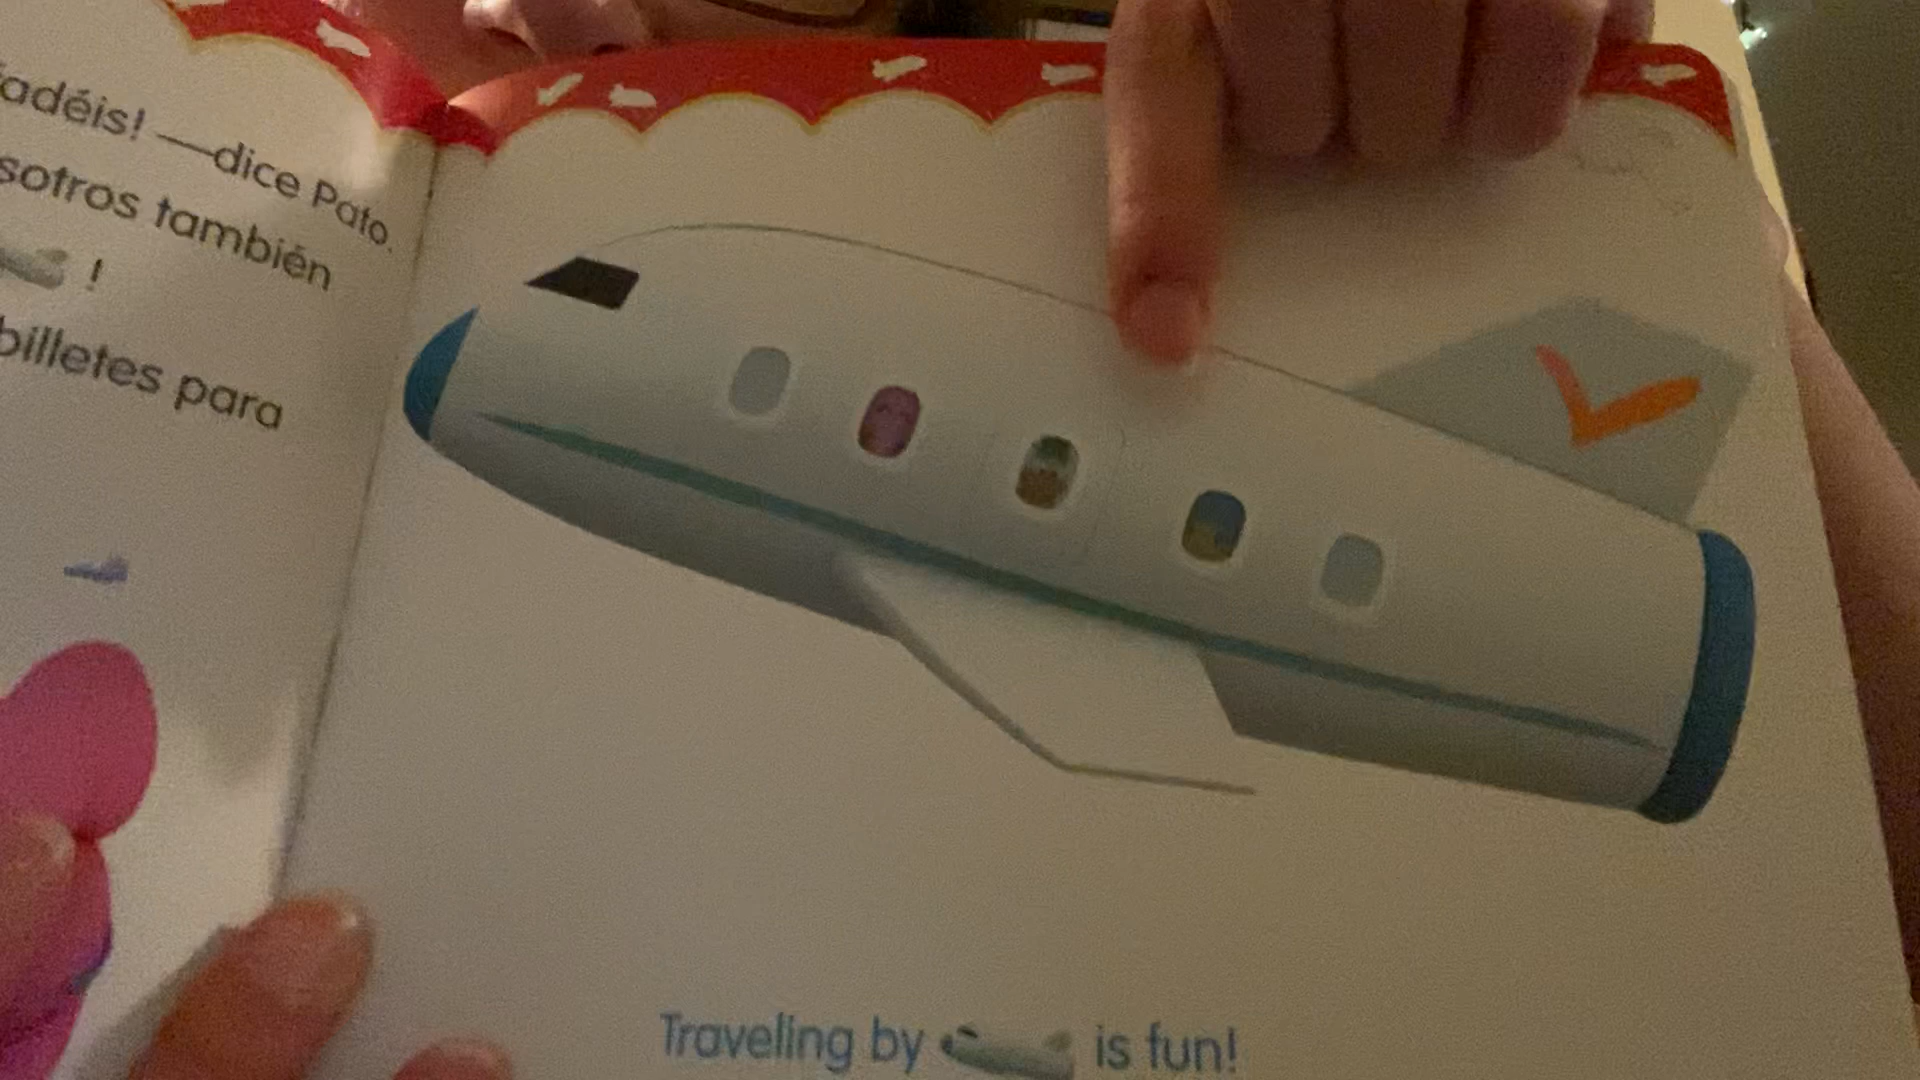 adéis! —dice Pato.
sotros también
!
billetes para
Traveling by is fun!